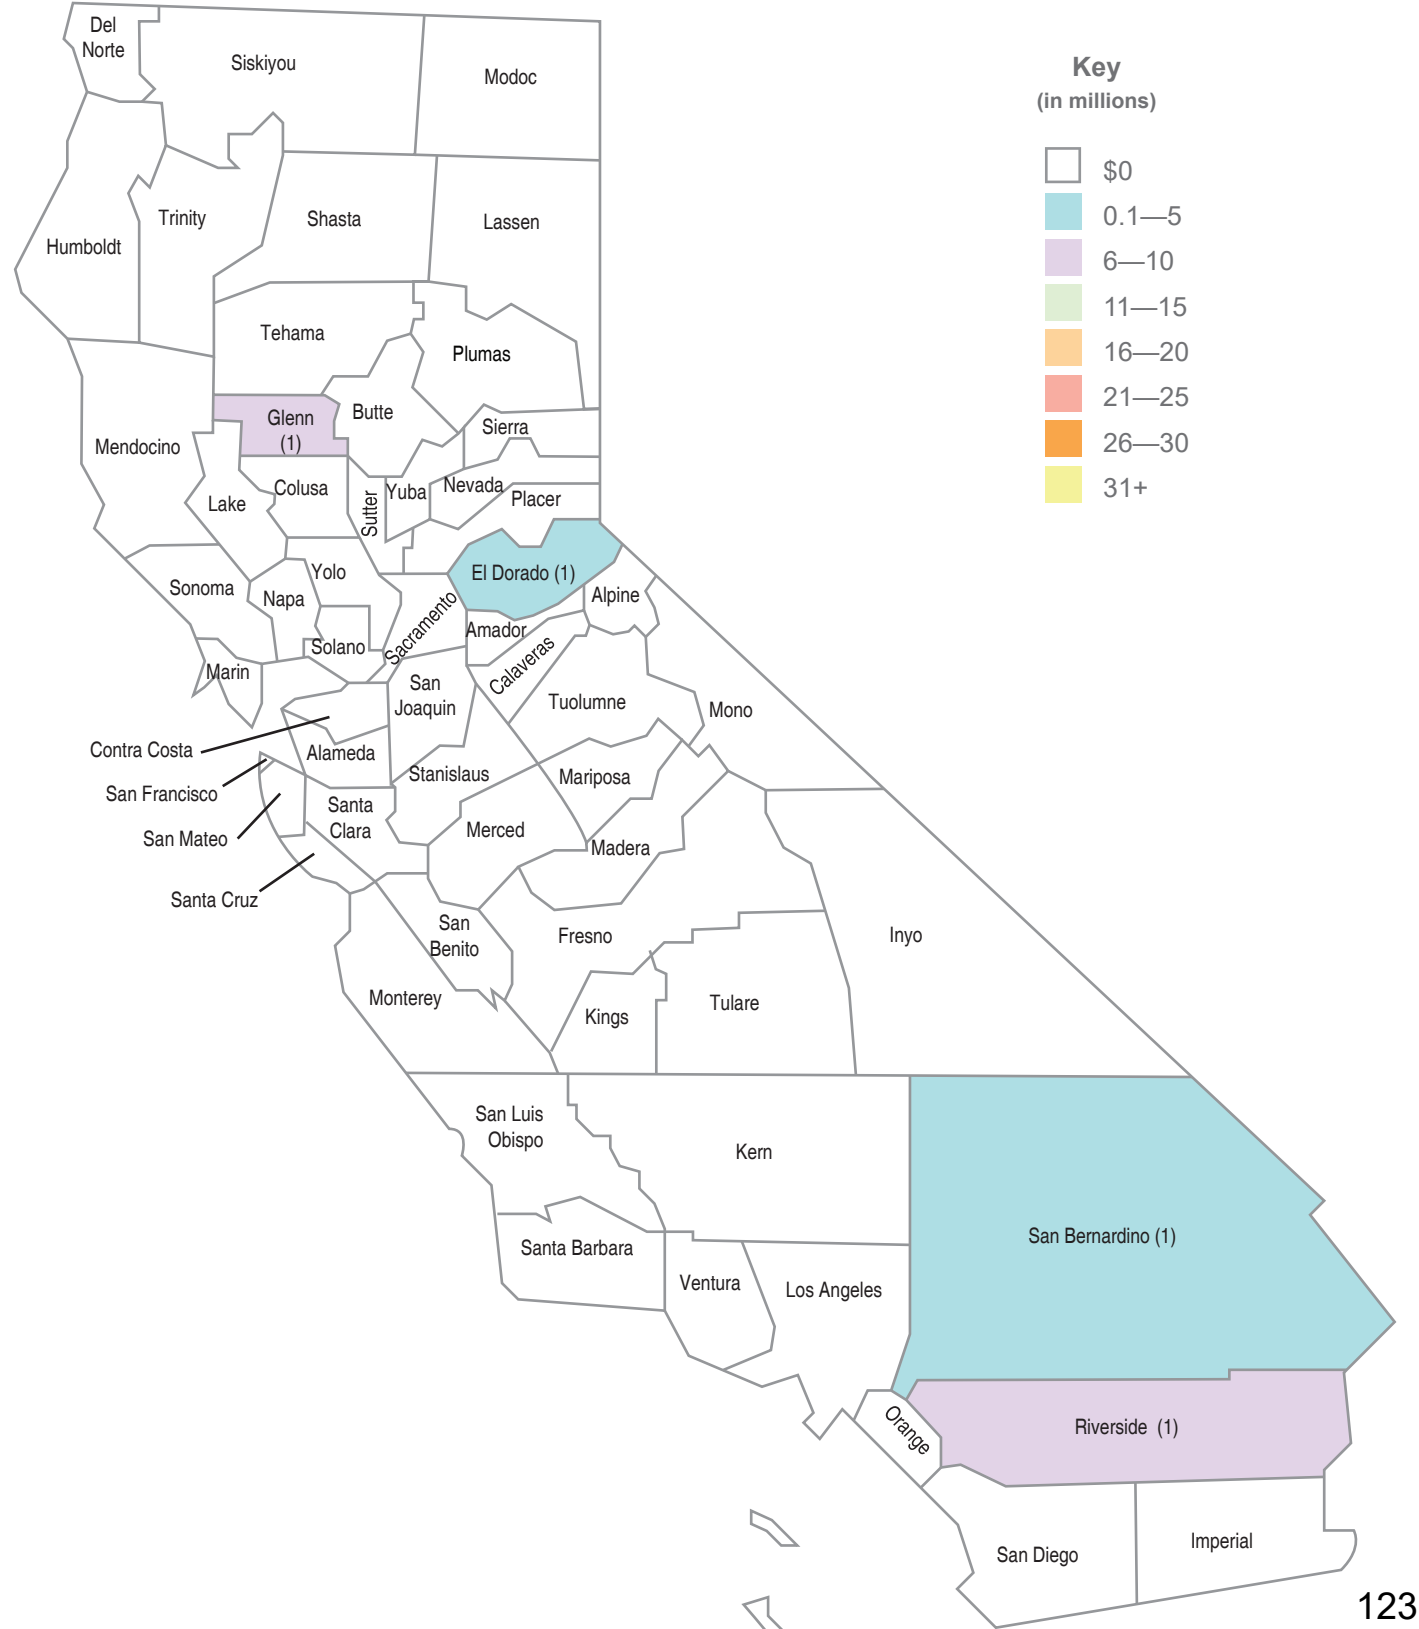 Del
Norte
Siskiyou
Modoc
Key
(in millions)
$0
0.1—5
6—10
11—15
16—20
21—25
26—30
31+
Humboldt
Trinity
Shasta
Lassen
Tehama
Plumas
Glenn
(1)
Butte
Mendocino
Sierra
Lake
Colusa
Sutter
Yuba
Nevada
Placer
Sonoma
Napa
Yolo
El Dorado (1)
Alpine
Sacramento
Amador
Solano
Marin
Calaveras
San
Joaquin
Tuolumne
Mono
Contra Costa
Alameda
Stanislaus
Mariposa
San Francisco
Santa
Clara
San Mateo
Merced
Madera
Santa Cruz
San
Benito
Fresno
Inyo
Monterey
Kings
Tulare
San Luis
Obispo
Kern
Santa Barbara
San Bernardino (1)
Ventura
Los Angeles
Orange
Riverside (1)
San Diego
Imperial
123